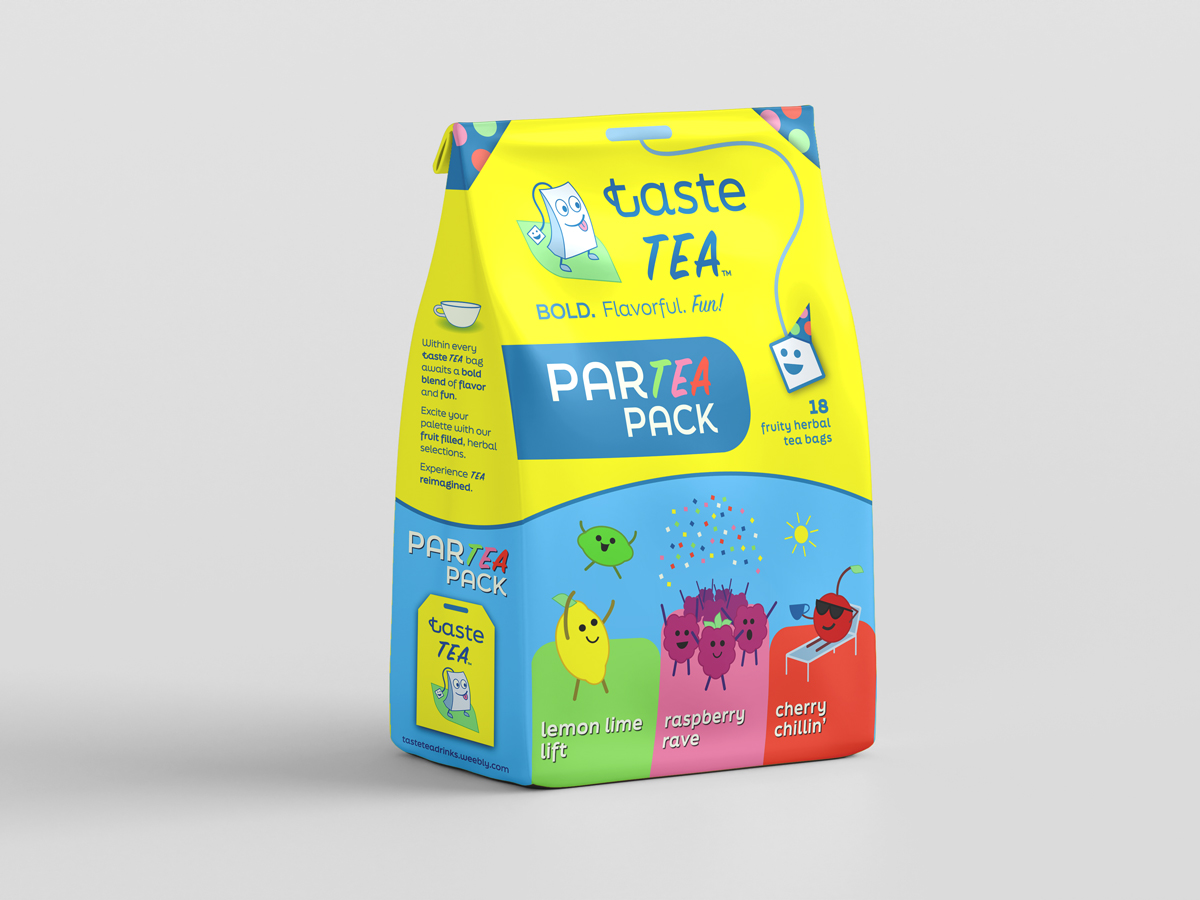 taste
TEA™
BOLD. Flavorful. Fun!
PARTEA
PACK
18
fruity herbal
tea bags
lemon lime
lift
raspberry
rave
cherry
chillin'
Within every
taste TEA bag
awaits a bold
blend of flavor
and fun.
Excite your
palette with our
fruit filled, herbal
selections.
Experience TEA
reimagined.
PARTEA
PACK
taste
TEA™
tasteteadrinks.weebly.com